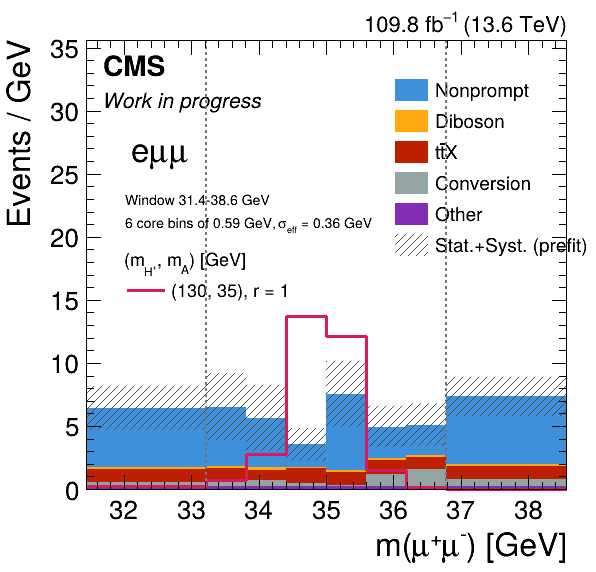 109.8 fb⁻¹ (13.6 TeV)
CMS
Work in progress
eμμ
Window 31.4-38.6 GeV
6 core bins of 0.59 GeV, σeff = 0.36 GeV
(mH⁺, mA) [GeV]
(130, 35), r = 1
Nonprompt
Diboson
tt̄X
Conversion
Other
Stat.+Syst. (prefit)
Events / GeV
35
30
25
20
15
10
5
0
32 33 34 35 36 37 38
m(μ⁺μ⁻) [GeV]